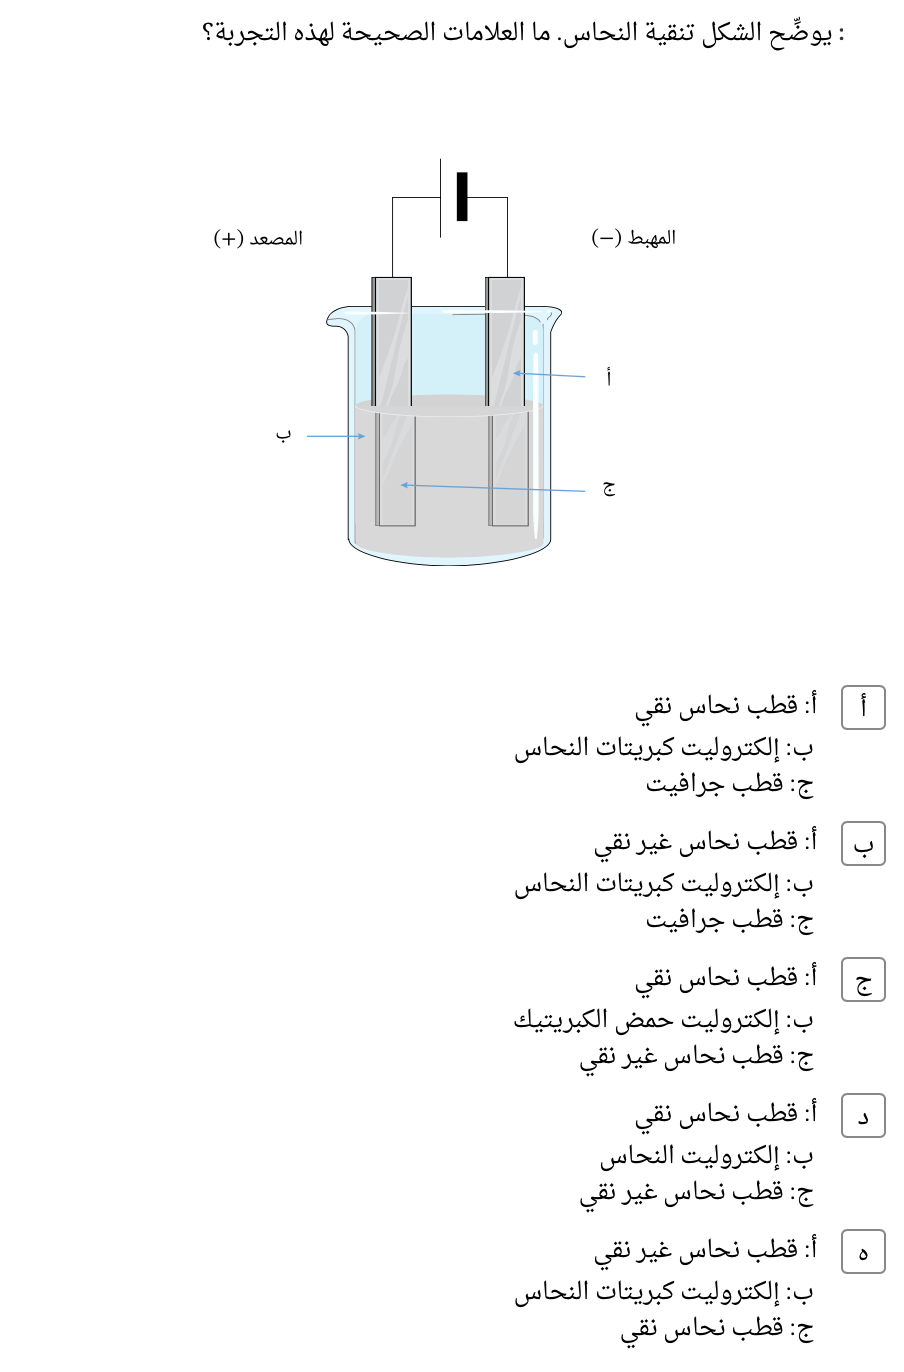 : يوضِّح الشكل تنقية النحاس. ما العلامات الصحيحة لهذه التجربة؟
المهبط (−)
المصعد (+)
أ
ب
ج
أ
أ: قطب نحاس نقي
ب: إلكتروليت كبريتات النحاس
ج: قطب جرافيت
ب
أ: قطب نحاس غير نقي
ب: إلكتروليت كبريتات النحاس
ج: قطب جرافيت
ج
أ: قطب نحاس نقي
ب: إلكتروليت حمض الكبريتيك
ج: قطب نحاس غير نقي
د
أ: قطب نحاس نقي
ب: إلكتروليت النحاس
ج: قطب نحاس غير نقي
ه
أ: قطب نحاس غير نقي
ب: إلكتروليت كبريتات النحاس
ج: قطب نحاس نقي